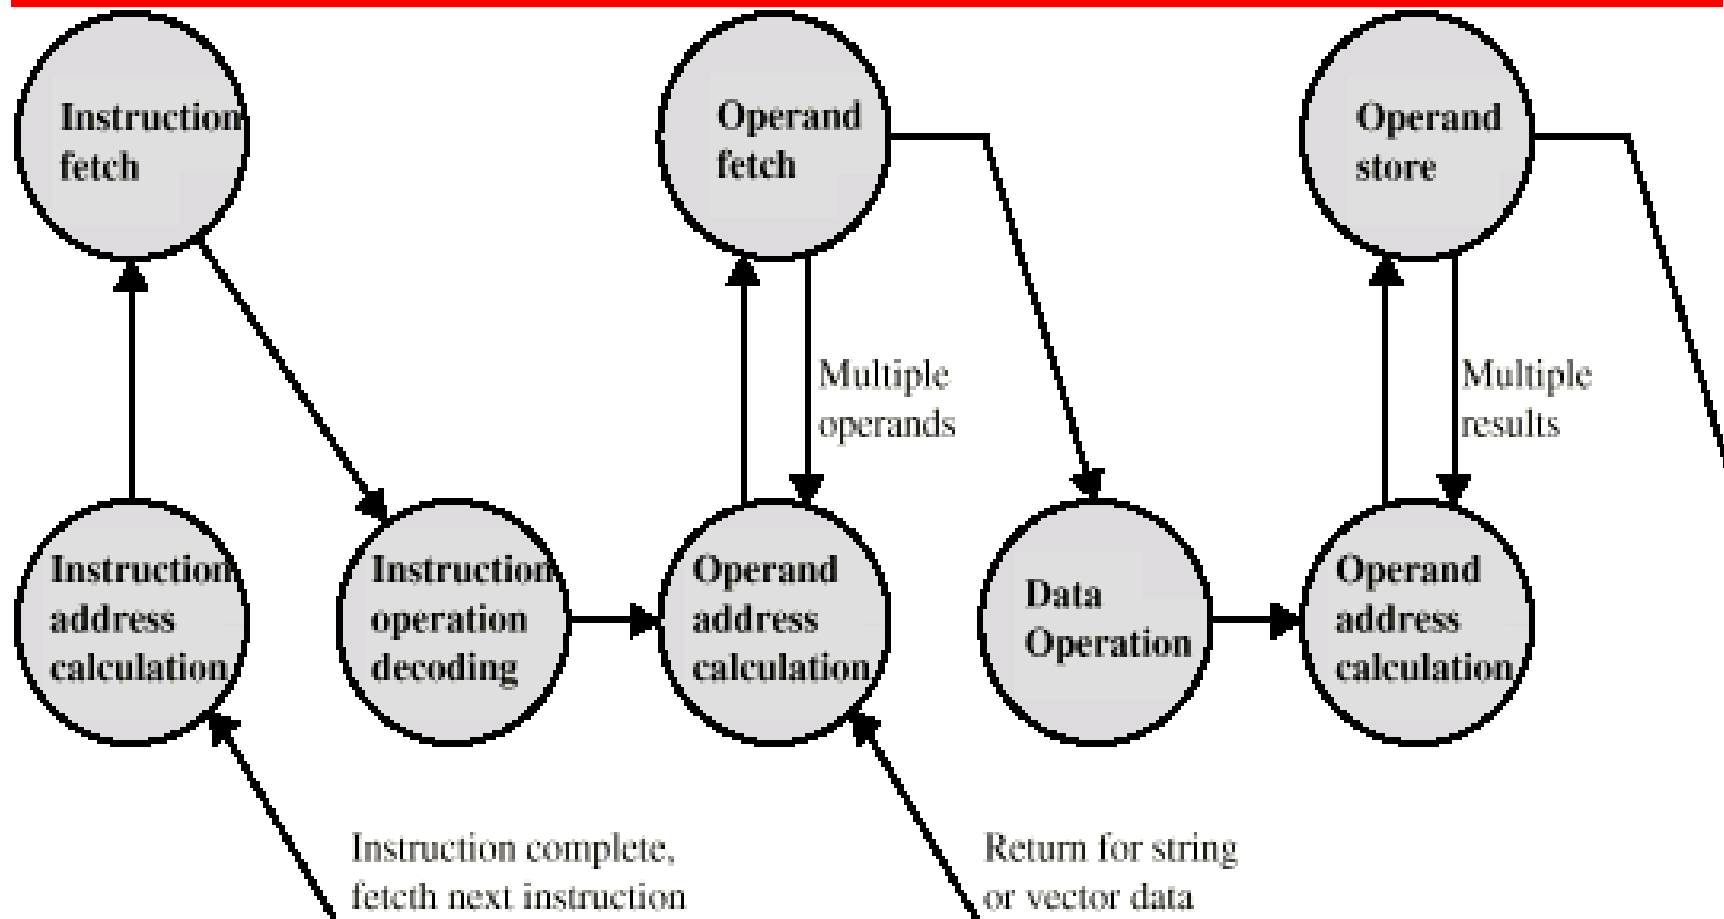 Instruction
fetch
Operand
fetch
Operand
store
Multiple
operands
Multiple
results
Instruction
address
calculation
Instruction
operation
decoding
Operand
address
calculation
Data
Operation
Operand
address
calculation
Instruction complete,
fetcth next instruction
Return for string
or vector data